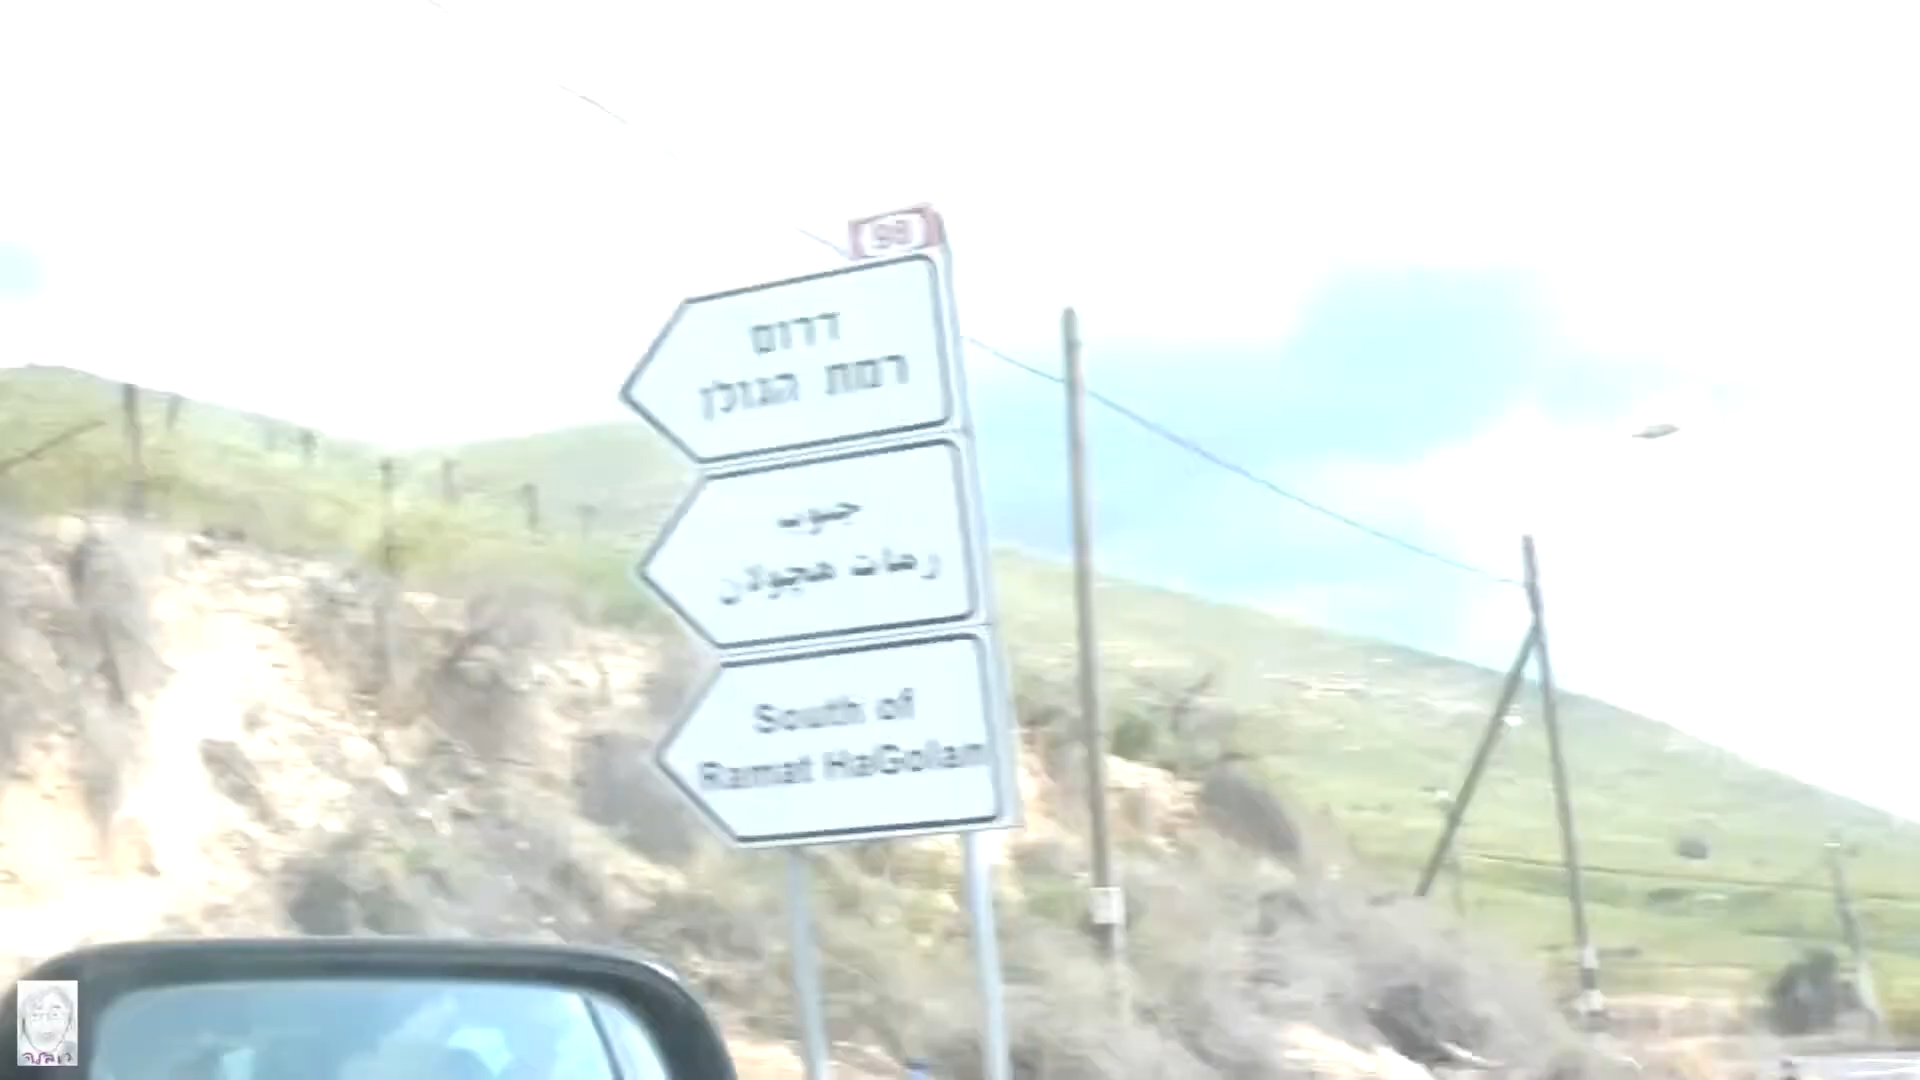 98
דרום
רמת הגולן
جنوب
رمات هجولان
South of
Ramat HaGolan